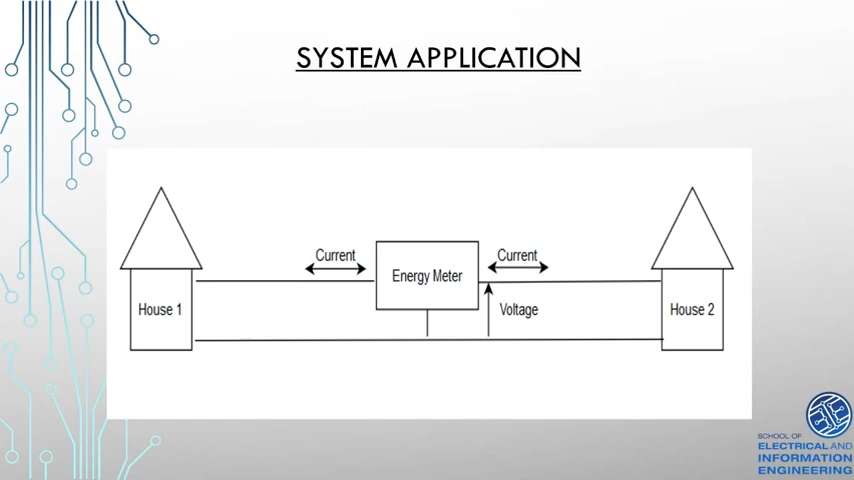 SYSTEM APPLICATION
Current
Current
Energy Meter
House 1
Voltage
House 2
SCHOOL OF
ELECTRICAL AND
INFORMATION
ENGINEERING